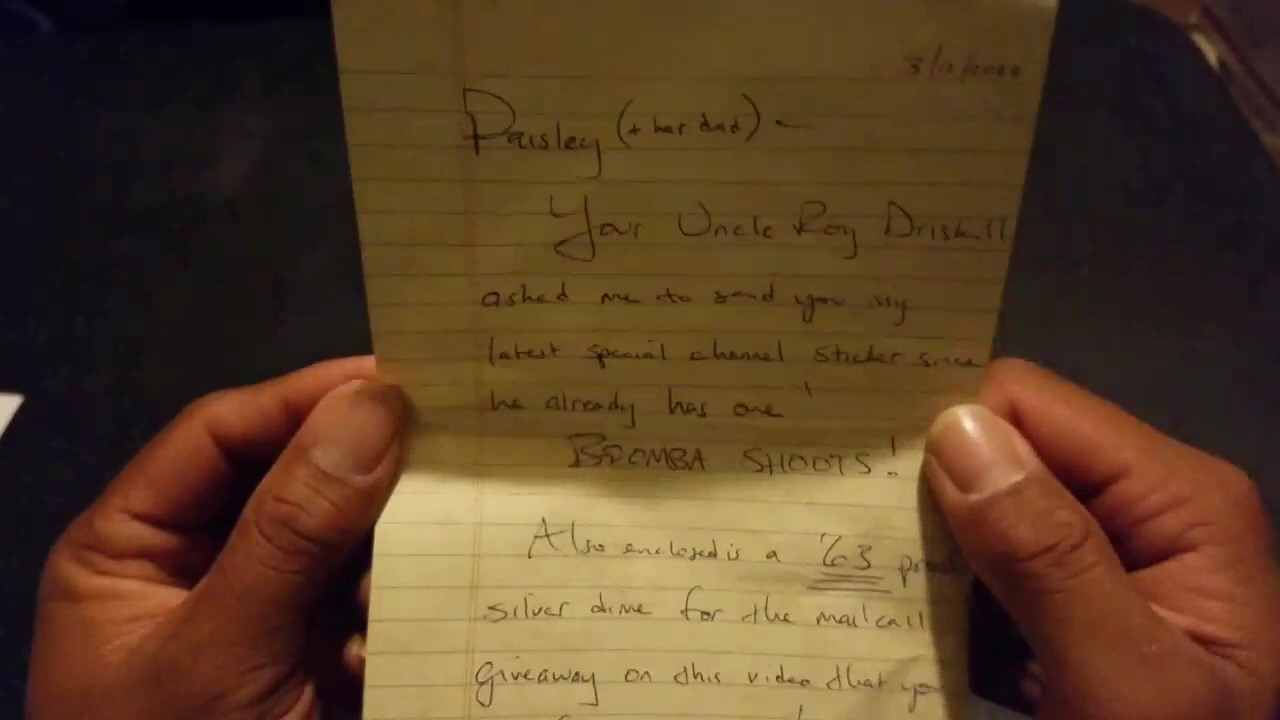 Paisley (+ her dad) -
Your Uncle Roy Driskill
asked me to send you my
latest special channel sticker since
he already has one!
BOOMBA SHOOTS!
Also enclosed is a '63
silver dime for the mailcall
giveaway on this video that you